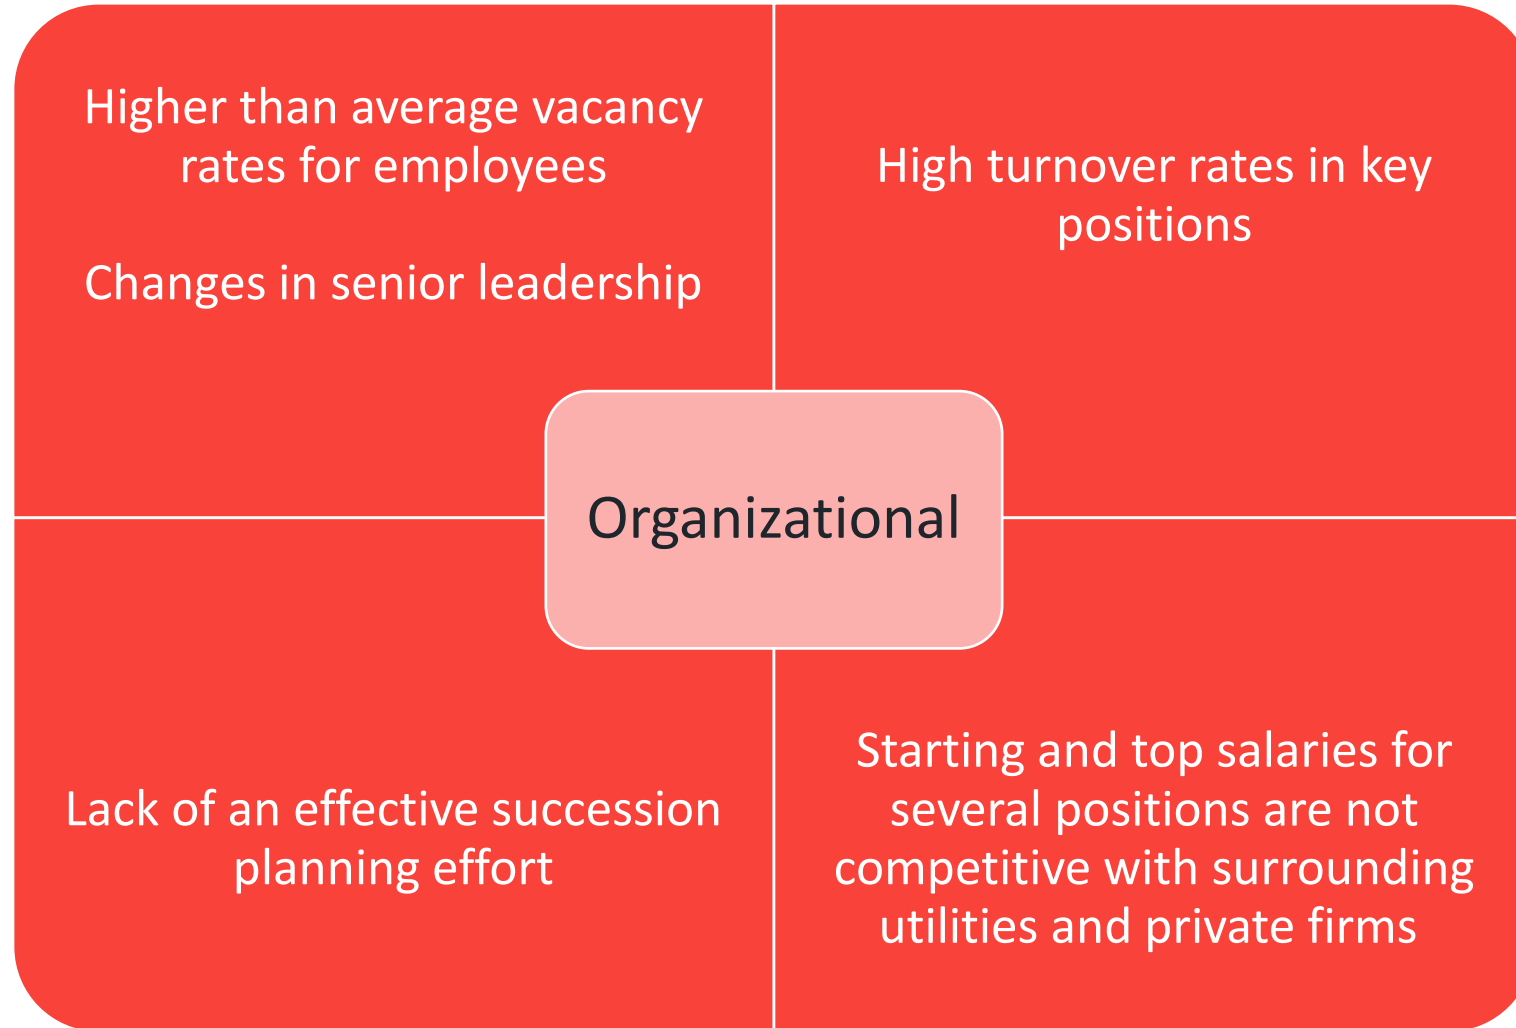 Higher than average vacancy
rates for employees
Changes in senior leadership
High turnover rates in key
positions
Organizational
Lack of an effective succession
planning effort
Starting and top salaries for
several positions are not
competitive with surrounding
utilities and private firms